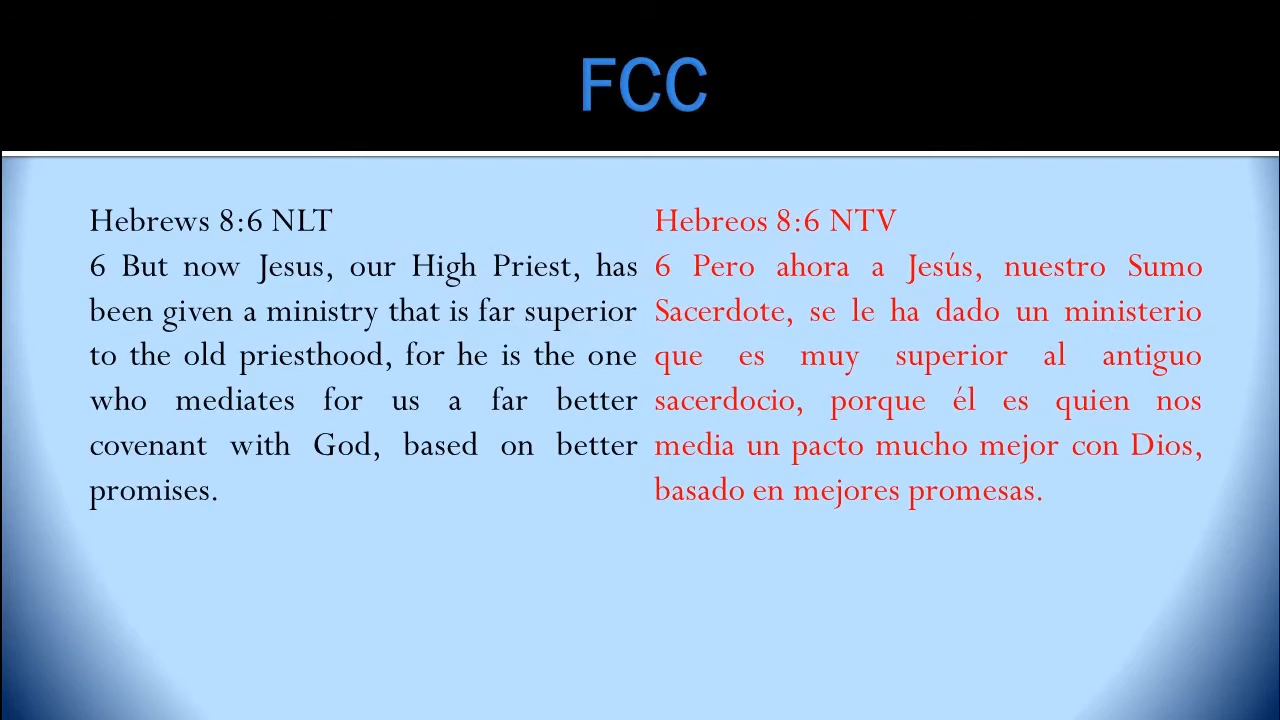 FCC
Hebrews 8:6 NLT
6 But now Jesus, our High Priest, has
been given a ministry that is far superior
to the old priesthood, for he is the one
who mediates for us a far better
covenant with God, based on better
promises.
Hebreos 8:6 NTV
6 Pero ahora a Jesús, nuestro Sumo
Sacerdote, se le ha dado un ministerio
que es muy superior al antiguo
sacerdocio, porque él es quien nos
media un pacto mucho mejor con Dios,
basado en mejores promesas.